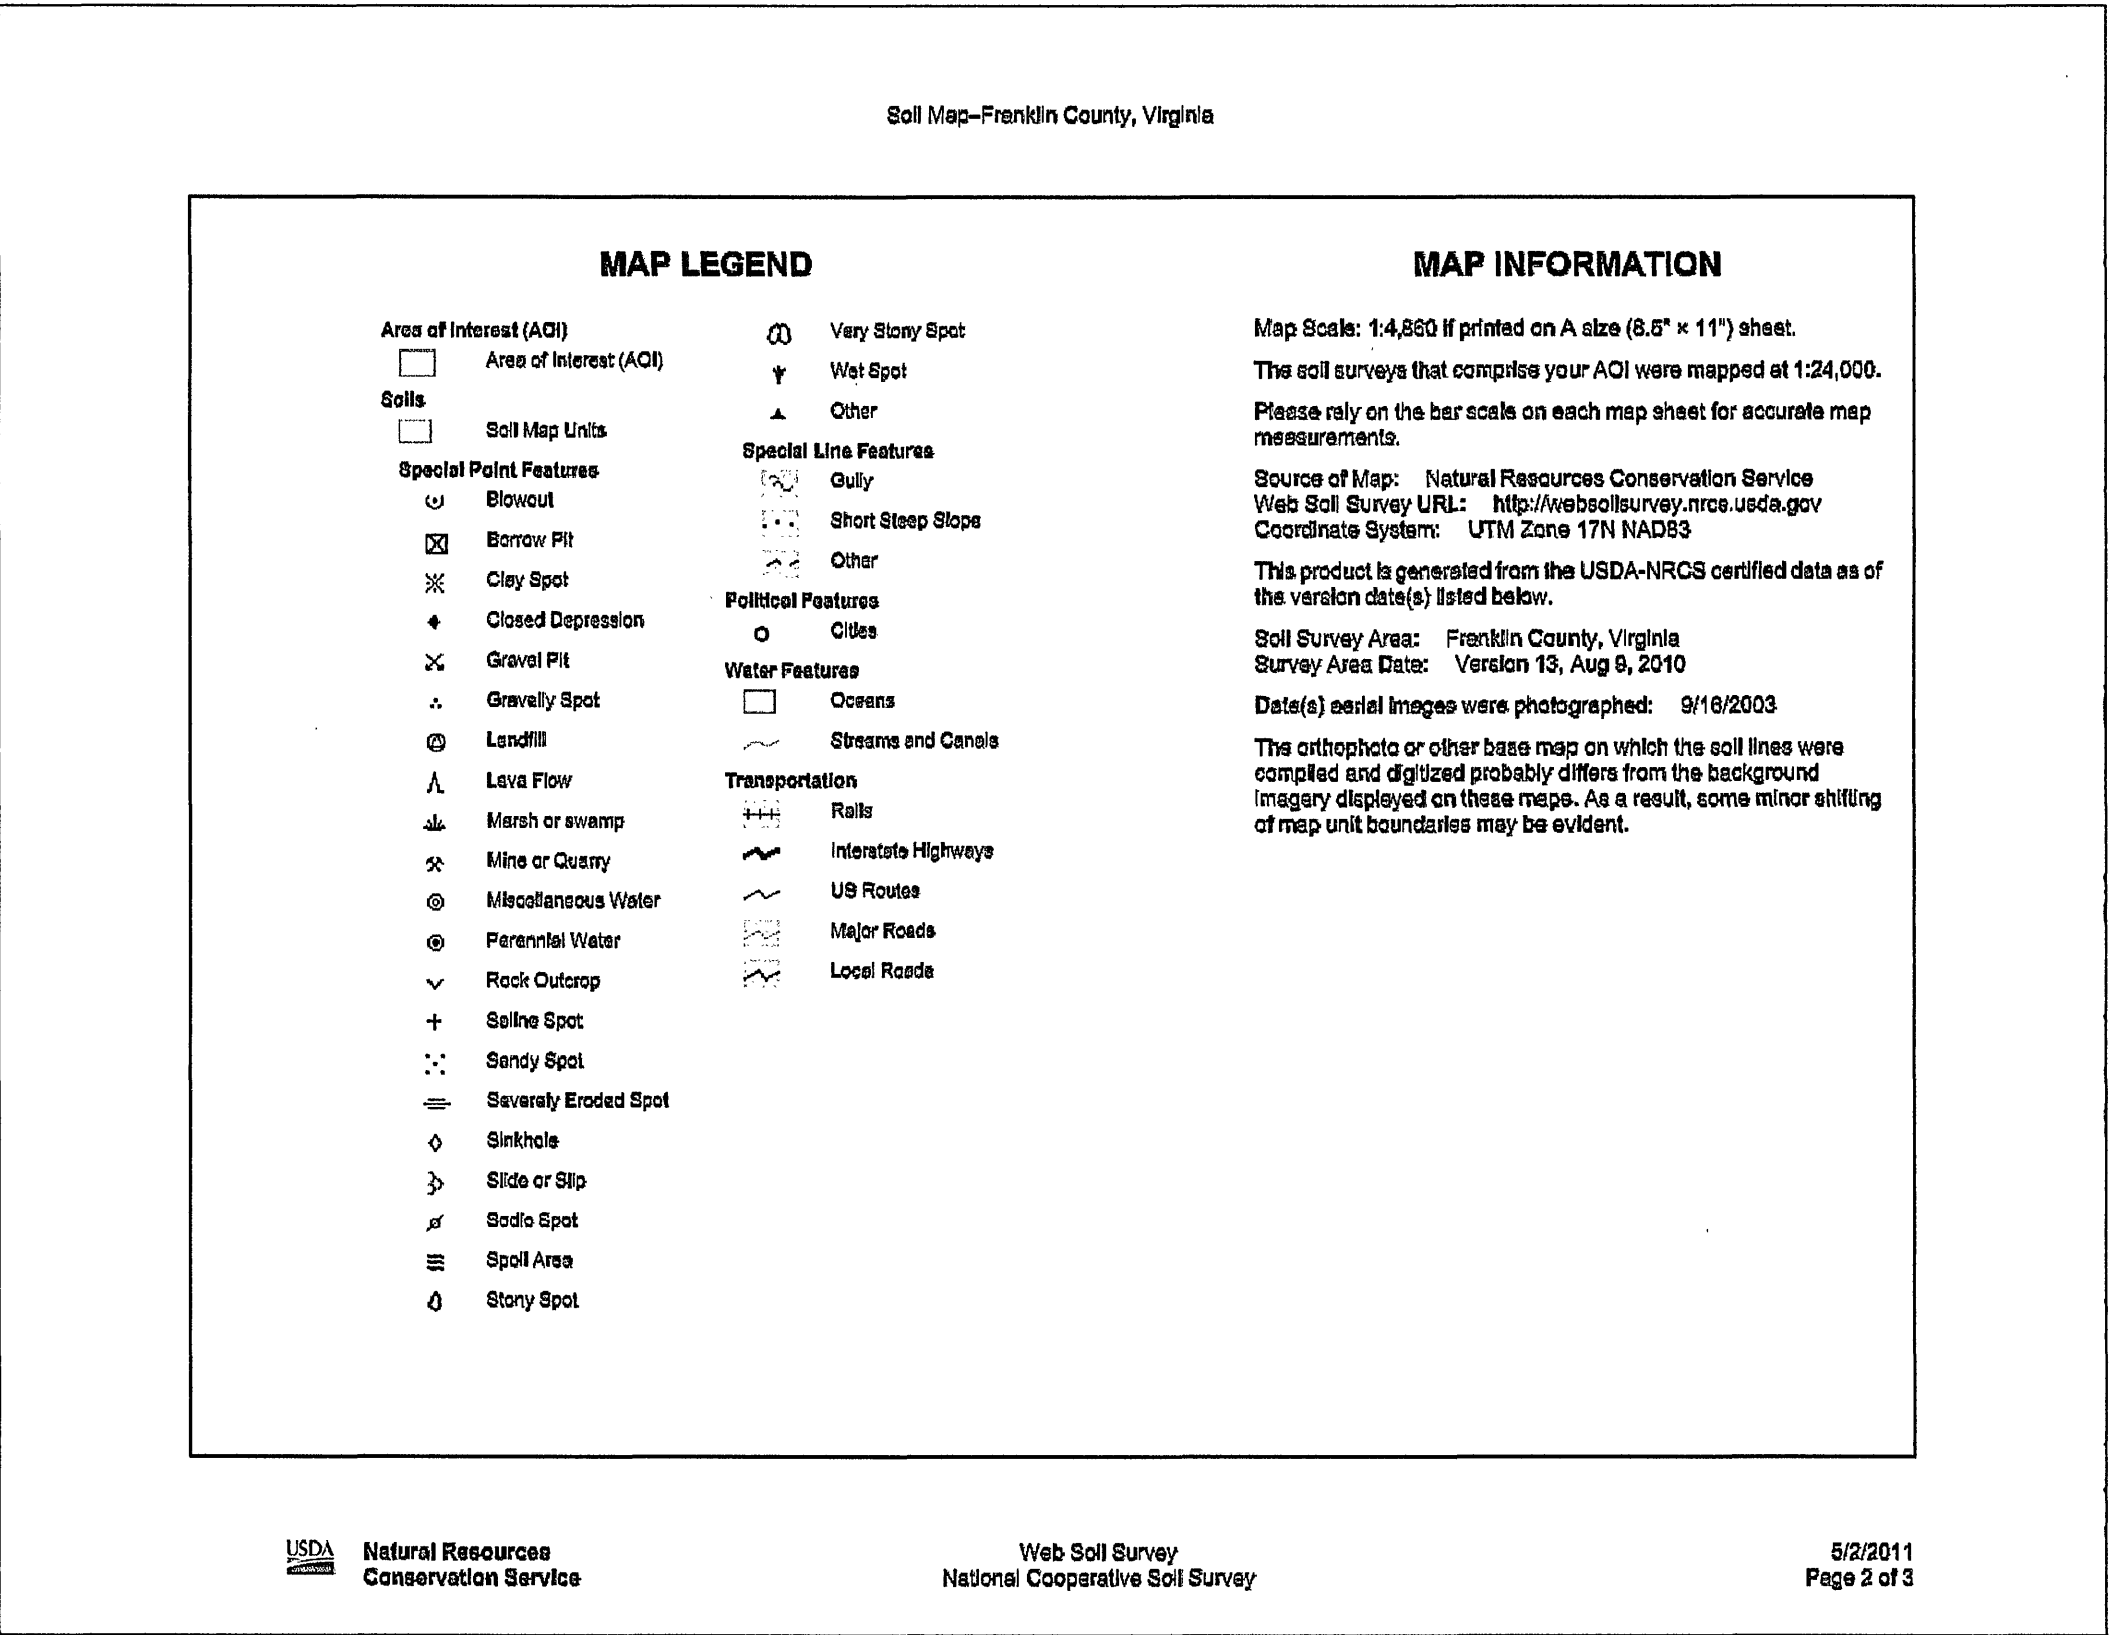 Soil Map–Franklin County, Virginia
MAP LEGEND
Area of Interest (AOI)
Area of Interest (AOI)
Soils
Soil Map Units
Special Point Features
Blowout
Borrow Pit
Clay Spot
Closed Depression
Gravel Pit
Gravelly Spot
Landfill
Lava Flow
Marsh or swamp
Mine or Quarry
Miscellaneous Water
Perennial Water
Rock Outcrop
Saline Spot
Sandy Spot
Severely Eroded Spot
Sinkhole
Slide or Slip
Sodic Spot
Spoil Area
Stony Spot
Very Stony Spot
Wet Spot
Other
Special Line Features
Gully
Short Steep Slope
Other
Political Features
Cities
Water Features
Oceans
Streams and Canals
Transportation
Rails
Interstate Highways
US Routes
Major Roads
Local Roads
MAP INFORMATION
Map Scale: 1:4,860 if printed on A size (8.5" × 11") sheet.
The soil surveys that comprise your AOI were mapped at 1:24,000.
Please rely on the bar scale on each map sheet for accurate map
measurements.
Source of Map: Natural Resources Conservation Service
Web Soil Survey URL: http://websoilsurvey.nrcs.usda.gov
Coordinate System: UTM Zone 17N NAD83
This product is generated from the USDA-NRCS certified data as of
the version date(s) listed below.
Soil Survey Area: Franklin County, Virginia
Survey Area Data: Version 13, Aug 9, 2010
Date(s) aerial images were photographed: 9/16/2003
The orthophoto or other base map on which the soil lines were
compiled and digitized probably differs from the background
imagery displayed on these maps. As a result, some minor shifting
of map unit boundaries may be evident.
USDA
Natural Resources
Conservation Service
Web Soil Survey
National Cooperative Soil Survey
5/2/2011
Page 2 of 3